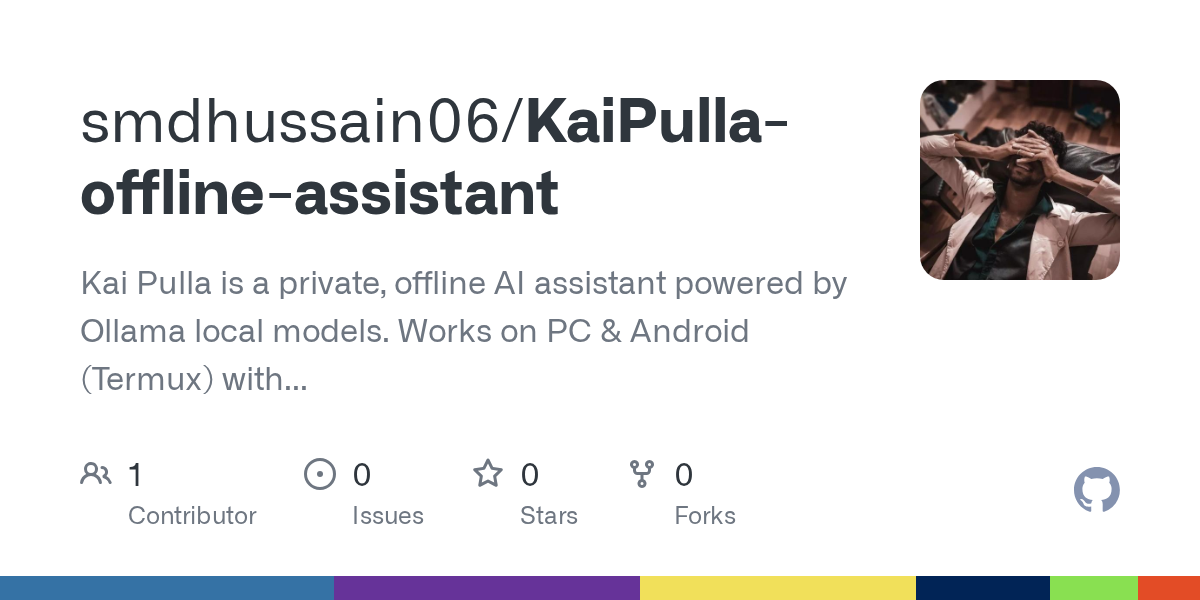 smdhussain06/KaiPulla-
offline-assistant
Kai Pulla is a private, offline AI assistant powered by
Ollama local models. Works on PC & Android
(Termux) with...
1 0 0 0
Contributor Issues Stars Forks